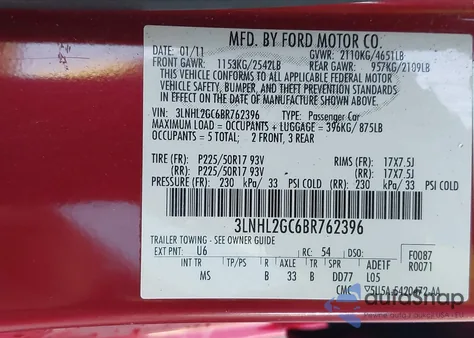 MFD. BY FORD MOTOR CO.
DATE: 01/11 GVWR: 2110KG/4651LB
FRONT GAWR: 1153KG/2542LB REAR GAWR: 957KG/2109LB
THIS VEHICLE CONFORMS TO ALL APPLICABLE FEDERAL MOTOR
VEHICLE SAFETY, BUMPER, AND THEFT PREVENTION STANDARDS
IN EFFECT ON THE DATE OF MANUFACTURE SHOWN ABOVE.
VIN: 3LNHL2GC6BR762396 TYPE: Passenger Car
MAXIMUM LOAD = OCCUPANTS + LUGGAGE = 396KG/875LB
OCCUPANTS = 5 TOTAL; 2 FRONT, 3 REAR
TIRE (FR): P225/50R17 93V RIMS (FR): 17X7.5J
(RR): P225/50R17 93V (RR): 17X7.5J
PRESSURE (FR): 230 kPa/ 33 PSI COLD (RR): 230 kPa/ 33 PSI COLD
3LNHL2GC6BR762396
TRAILER TOWING - SEE OWNER GUIDE
EXT PNT: U6 RC: 54 DSO: F0087
INT TR TP/PS R AXLE TR SPR ADE1F R0071
MS B 33 B DD77 L05
CMC 5U5A 5420472 AA
autoSnap